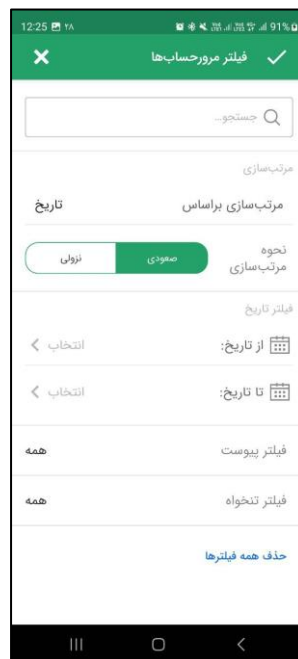 12:25 ۲۸ 91%
فیلتر مرورحساب‌ها
جستجو...
مرتب‌سازی
مرتب‌سازی براساس تاریخ
نحوه
مرتب‌سازی
صعودی نزولی
فیلتر تاریخ
از تاریخ: انتخاب
تا تاریخ: انتخاب
فیلتر پیوست همه
فیلتر تنخواه همه
حذف همه فیلترها